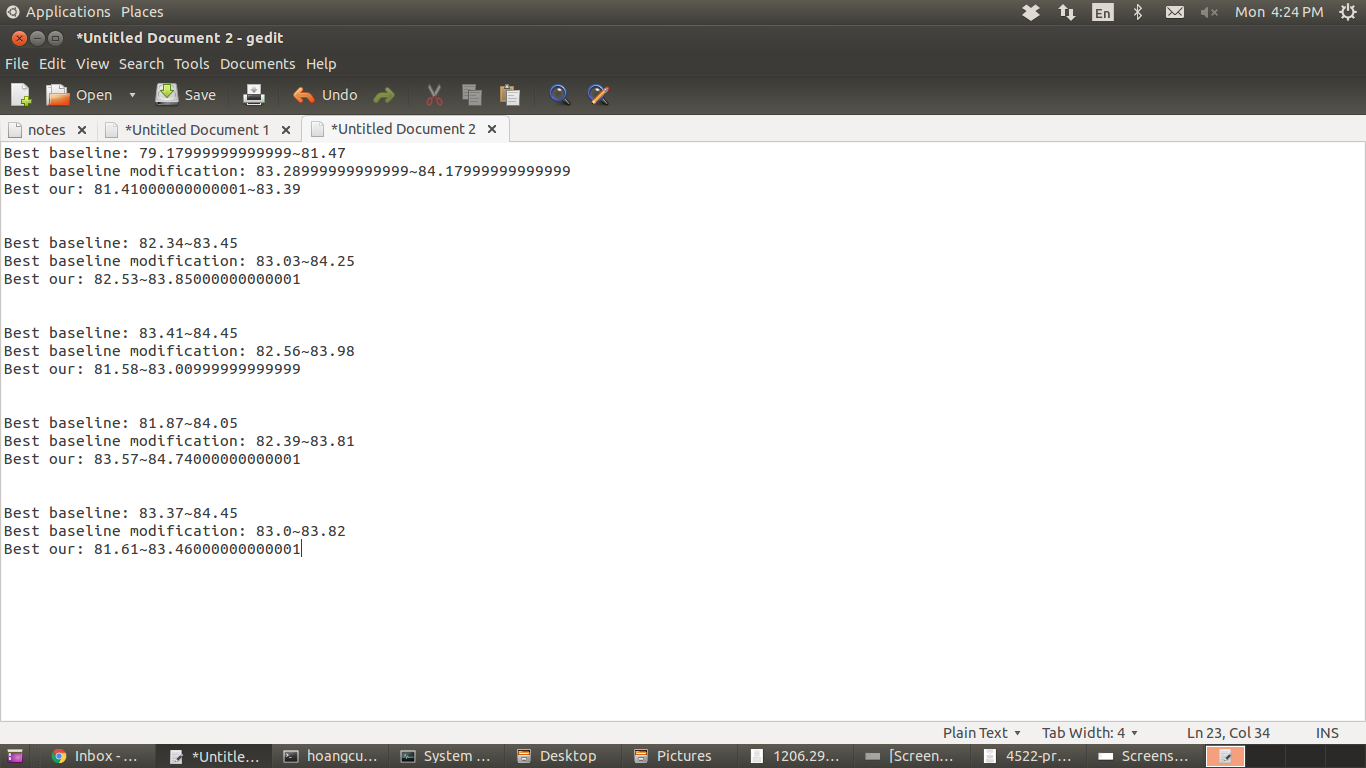 Applications Places
En
Mon 4:24 PM
*Untitled Document 2 - gedit
File Edit View Search Tools Documents Help
Open Save Undo
notes *Untitled Document 1 *Untitled Document 2
Best baseline: 79.17999999999999~81.47
Best baseline modification: 83.28999999999999~84.17999999999999
Best our: 81.41000000000001~83.39
Best baseline: 82.34~83.45
Best baseline modification: 83.03~84.25
Best our: 82.53~83.85000000000001
Best baseline: 83.41~84.45
Best baseline modification: 82.56~83.98
Best our: 81.58~83.00999999999999
Best baseline: 81.87~84.05
Best baseline modification: 82.39~83.81
Best our: 83.57~84.74000000000001
Best baseline: 83.37~84.45
Best baseline modification: 83.0~83.82
Best our: 81.61~83.46000000000001
Plain Text Tab Width: 4 Ln 23, Col 34 INS
Inbox - ... *Untitle... hoangcu... System ... Desktop Pictures 1206.29... [Screen... 4522-pr... Screens...